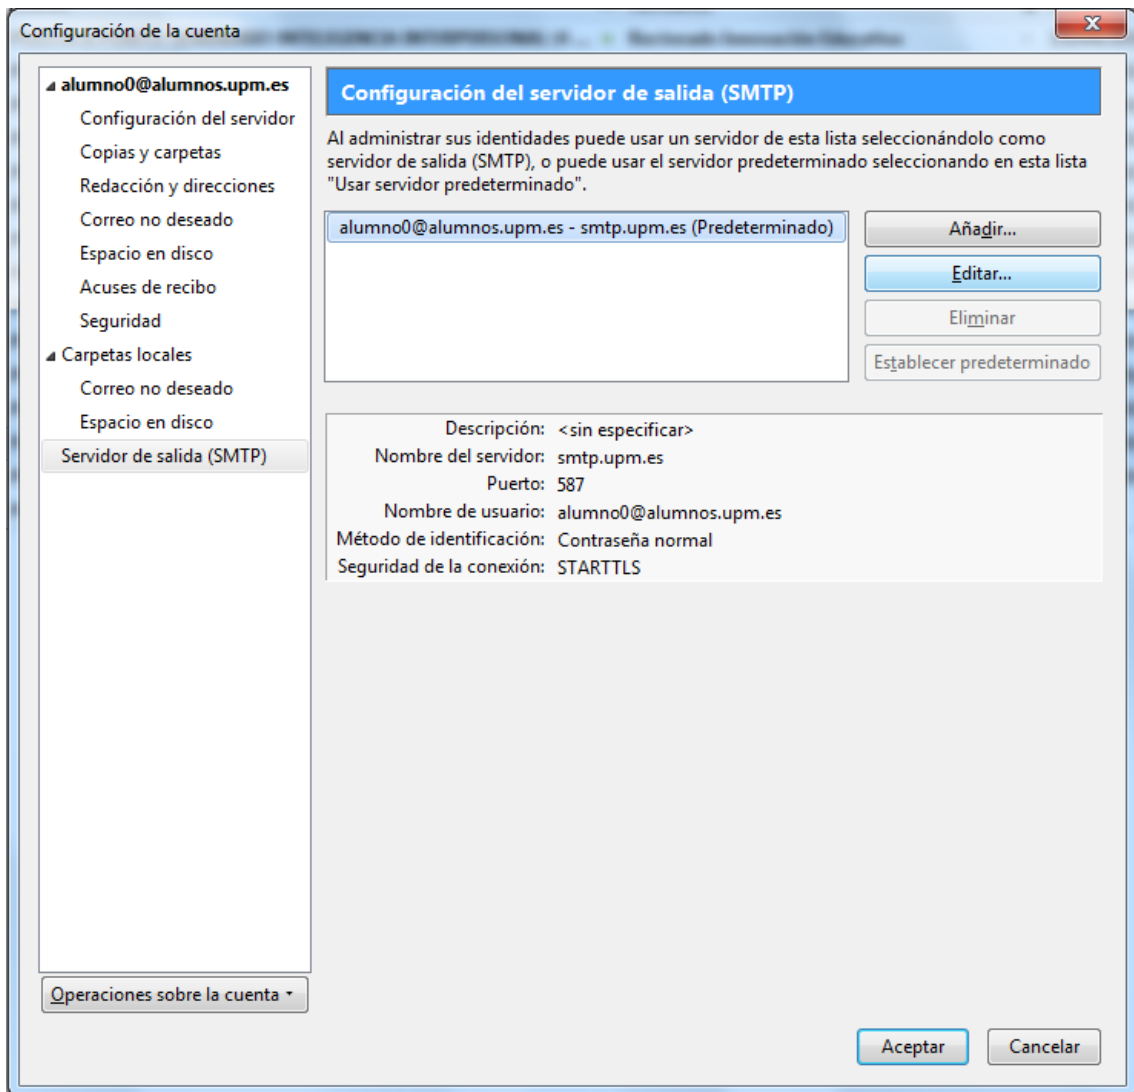 Configuración de la cuenta
alumno0@alumnos.upm.es
Configuración del servidor
Copias y carpetas
Redacción y direcciones
Correo no deseado
Espacio en disco
Acuses de recibo
Seguridad
Carpetas locales
Correo no deseado
Espacio en disco
Servidor de salida (SMTP)
Operaciones sobre la cuenta
Configuración del servidor de salida (SMTP)
Al administrar sus identidades puede usar un servidor de esta lista seleccionándolo como
servidor de salida (SMTP), o puede usar el servidor predeterminado seleccionando en esta lista
"Usar servidor predeterminado".
alumno0@alumnos.upm.es - smtp.upm.es (Predeterminado)
Añadir...
Editar...
Eliminar
Establecer predeterminado
Descripción: <sin especificar>
Nombre del servidor: smtp.upm.es
Puerto: 587
Nombre de usuario: alumno0@alumnos.upm.es
Método de identificación: Contraseña normal
Seguridad de la conexión: STARTTLS
Aceptar
Cancelar